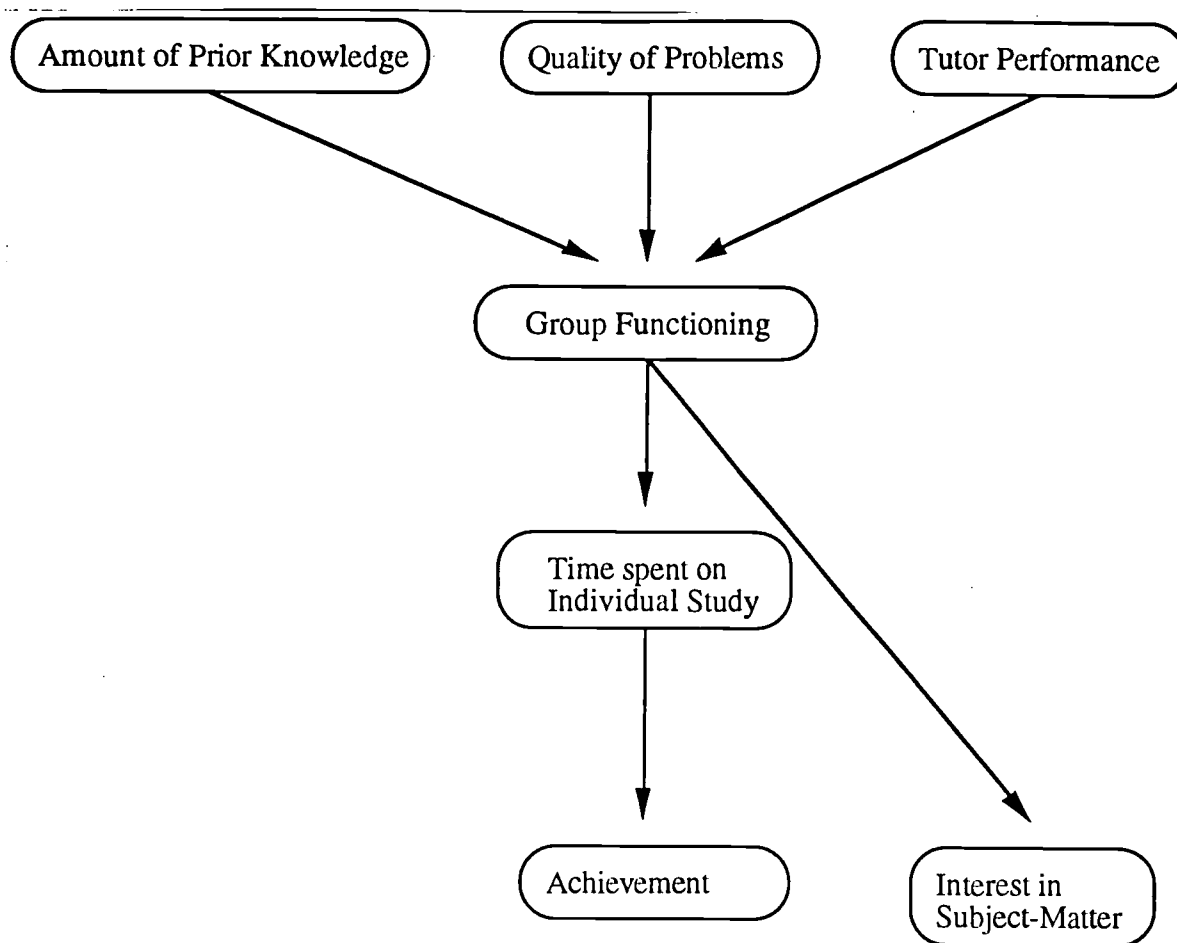 Amount of Prior Knowledge
Quality of Problems
Tutor Performance
Group Functioning
Time spent on
Individual Study
Achievement
Interest in
Subject-Matter